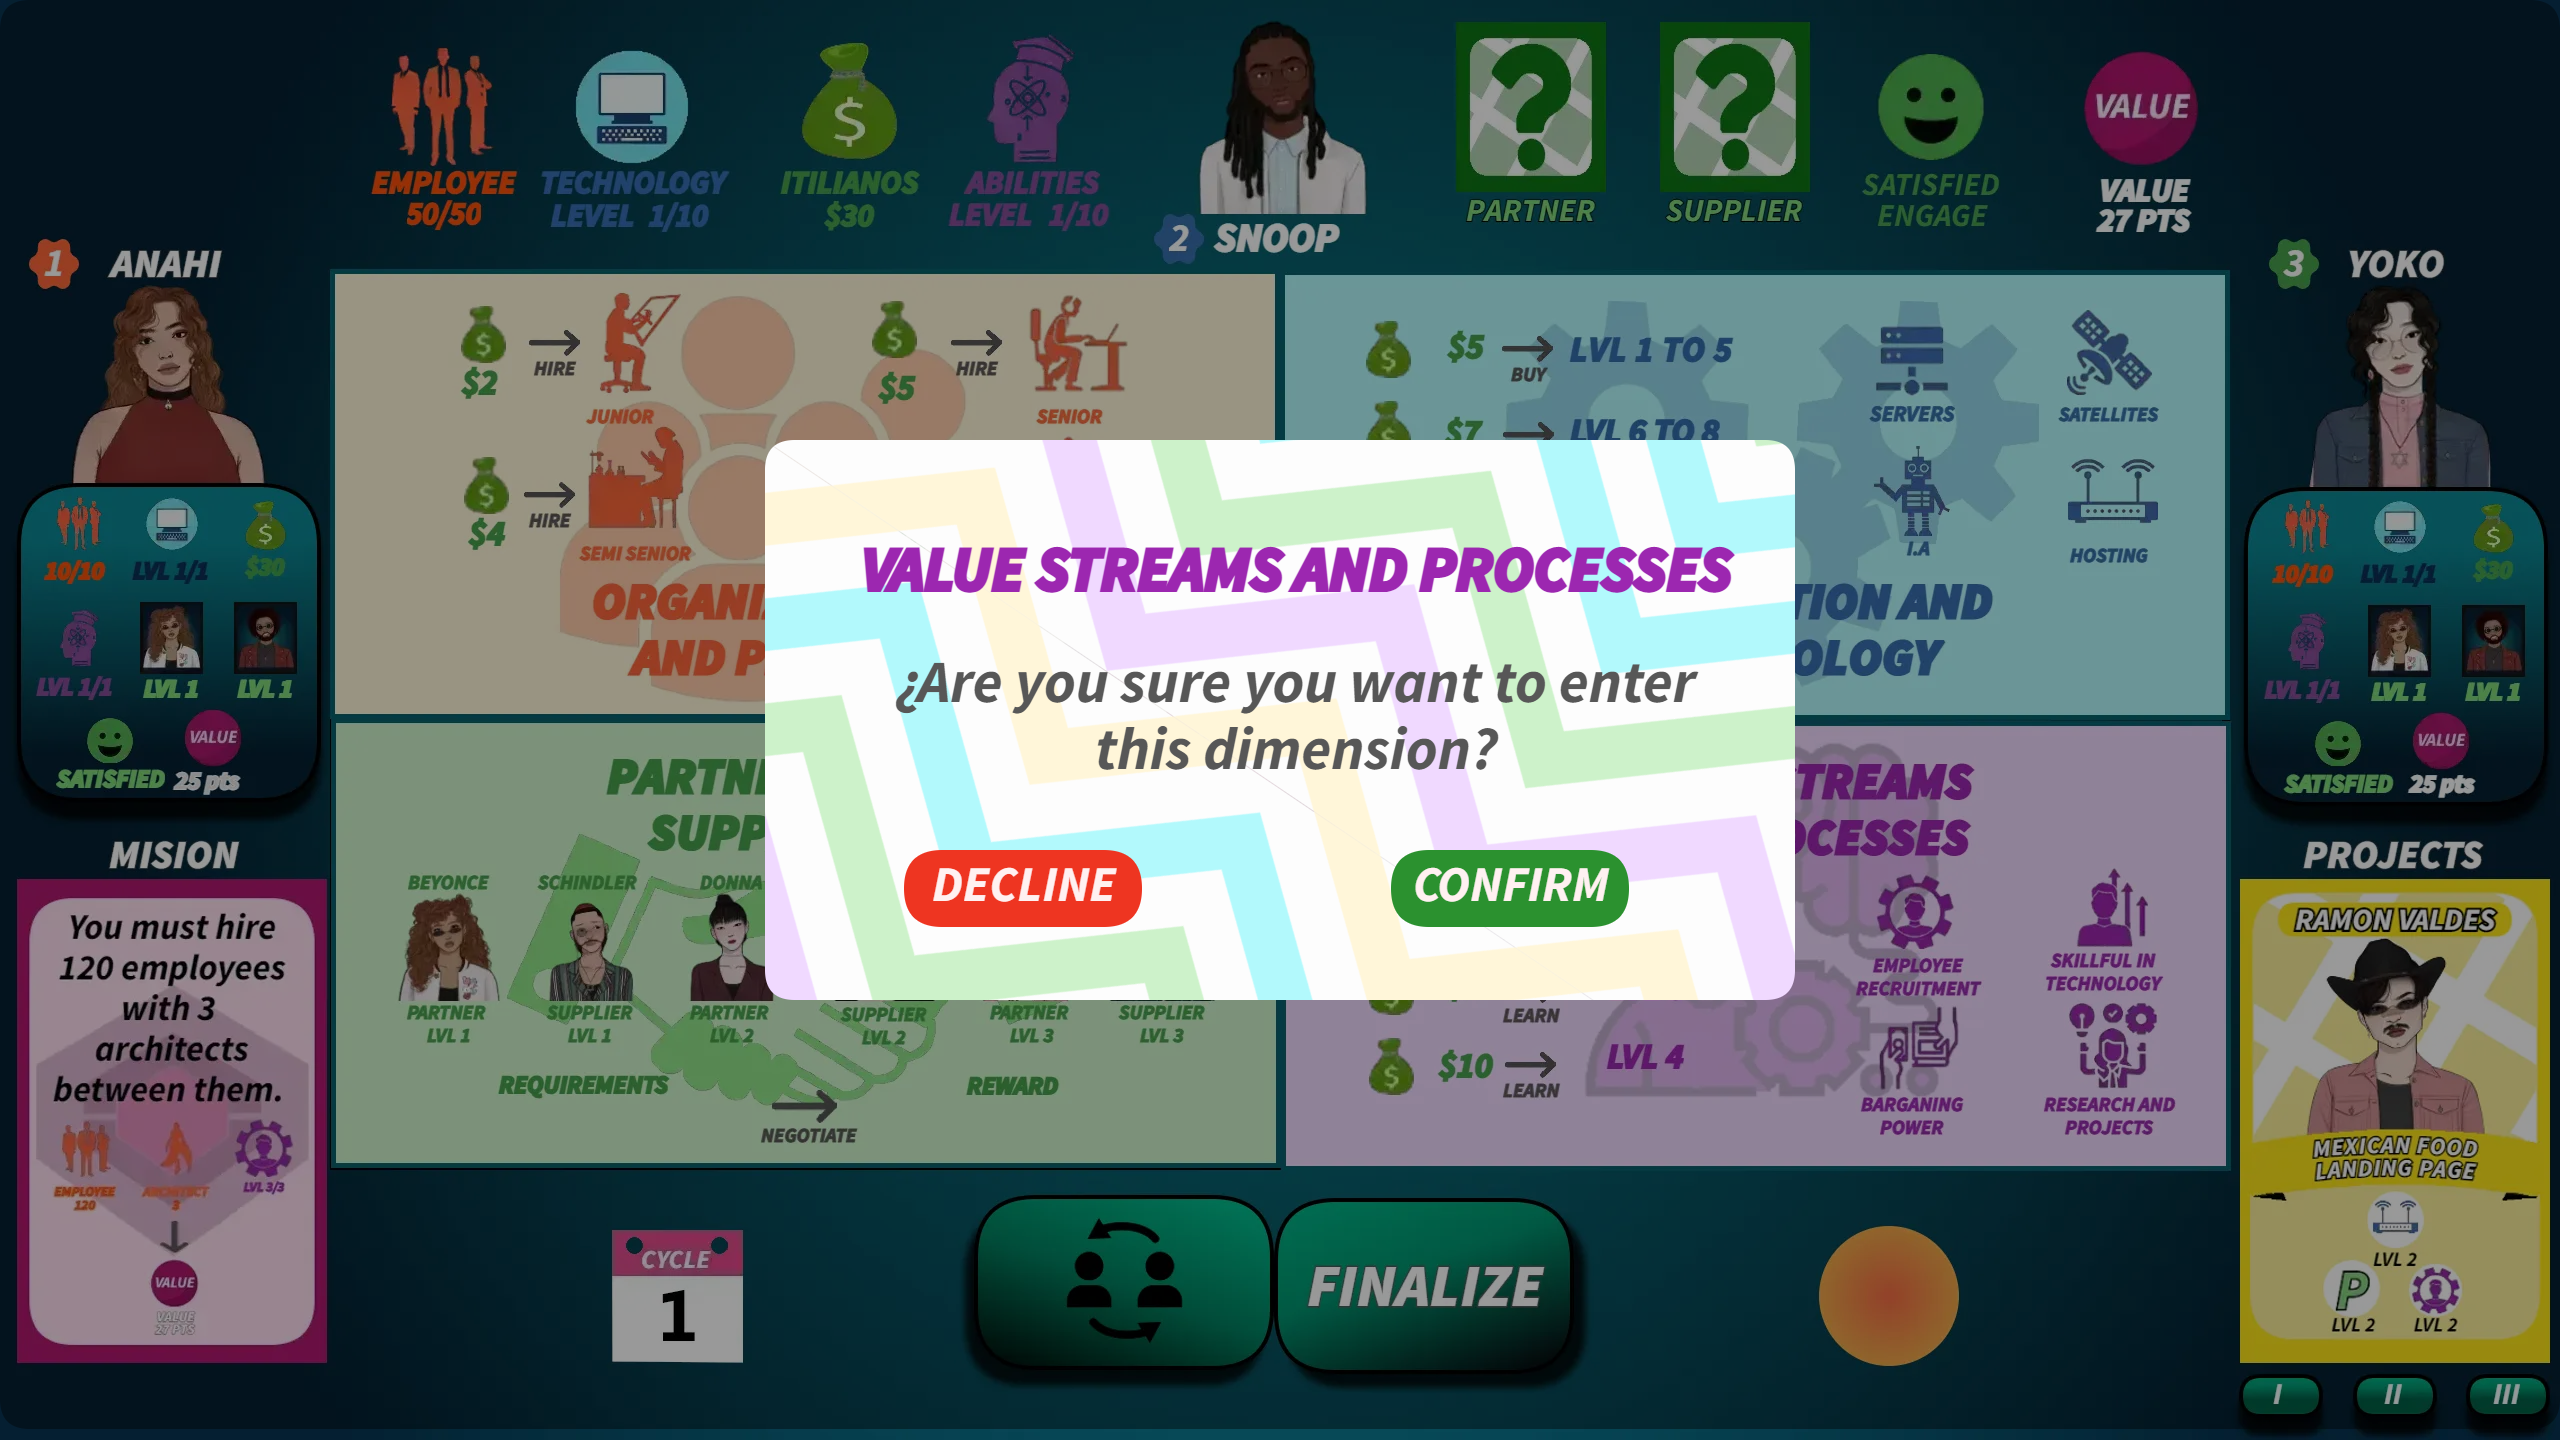 EMPLOYEE
50/50
TECHNOLOGY
LEVEL 1/10
ITILIANOS
$30
ABILITIES
LEVEL 1/10
2 SNOOP
PARTNER
SUPPLIER
SATISFIED
ENGAGE
VALUE
VALUE
27 PTS
1 ANAHI
10/10
LVL 1/1
$30
LVL 1/1
LVL 1
LVL 1
VALUE
SATISFIED
25 pts
3 YOKO
10/10
LVL 1/1
$30
LVL 1/1
LVL 1
LVL 1
VALUE
SATISFIED
25 pts
$2
HIRE
JUNIOR
$5
HIRE
SENIOR
$4
HIRE
SEMI SENIOR
ORGANI
AND P
$5
BUY
LVL 1 TO 5
$7
LVL 6 TO 8
SERVERS
SATELLITES
I.A
HOSTING
TION AND
OLOGY
VALUE STREAMS AND PROCESSES
¿Are you sure you want to enter
this dimension?
DECLINE
CONFIRM
PARTN
SUPP
BEYONCE
SCHINDLER
DONNA
PARTNER
LVL 1
SUPPLIER
LVL 1
PARTNER
LVL 2
SUPPLIER
LVL 2
PARTNER
LVL 3
SUPPLIER
LVL 3
REQUIREMENTS
REWARD
NEGOTIATE
TREAMS
OCESSES
EMPLOYEE
RECRUITMENT
SKILLFUL IN
TECHNOLOGY
LEARN
$10
LEARN
LVL 4
BARGANING
POWER
RESEARCH AND
PROJECTS
MISION
You must hire
120 employees
with 3
architects
between them.
EMPLOYEE
120
ARCHITECT
3
LVL 3/3
VALUE
VALUE
27 PTS
PROJECTS
RAMON VALDES
MEXICAN FOOD
LANDING PAGE
LVL 2
P
LVL 2
LVL 2
CYCLE
1
FINALIZE
I
II
III